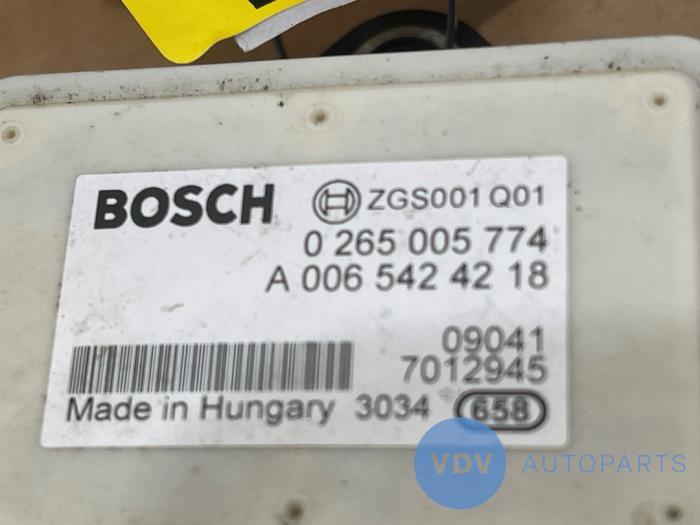 BOSCH ZGS001 Q01
0 265 005 774
A 006 542 42 18
09041
7012945
Made in Hungary 3034 658
VDV AUTOPARTS